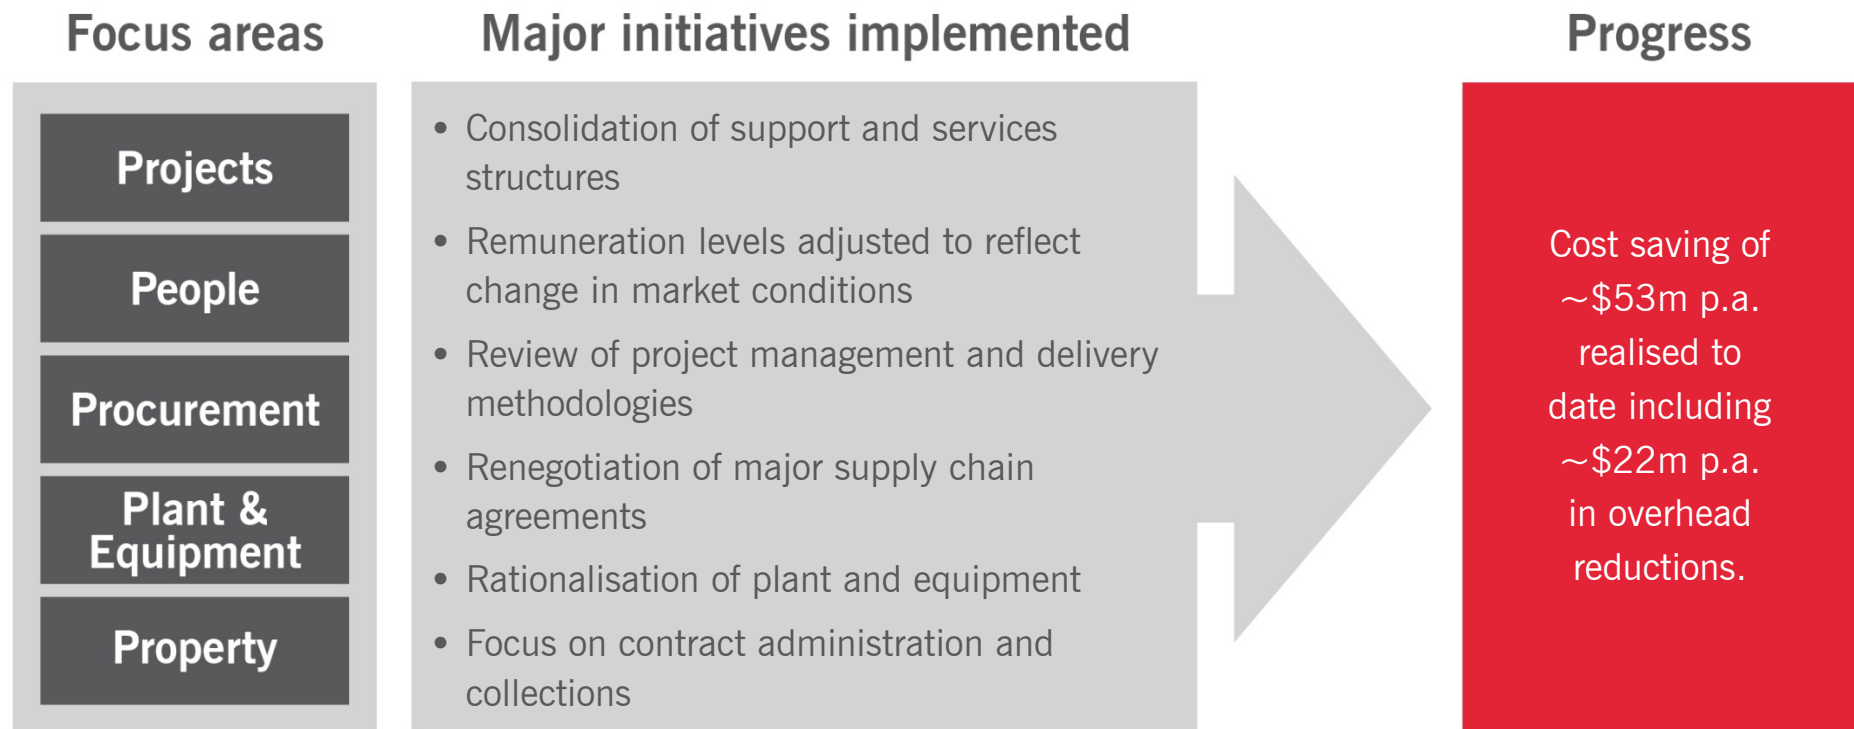 Focus areas
Projects
People
Procurement
Plant &
Equipment
Property
Major initiatives implemented
• Consolidation of support and services
structures
• Remuneration levels adjusted to reflect
change in market conditions
• Review of project management and delivery
methodologies
• Renegotiation of major supply chain
agreements
• Rationalisation of plant and equipment
• Focus on contract administration and
collections
Progress
Cost saving of
~$53m p.a.
realised to
date including
~$22m p.a.
in overhead
reductions.